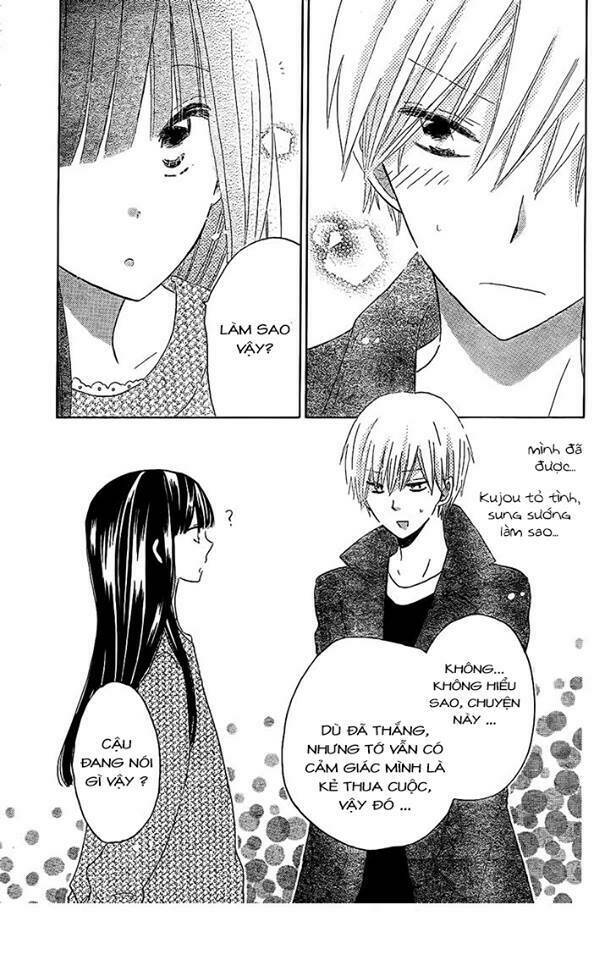 LÀM SAO
VẬY?
mình đã
được...
Kujou tỏ tình,
sung sướng
làm sao...
?
KHÔNG...
KHÔNG HIỂU
SAO, CHUYỆN
NÀY ...
DÙ ĐÃ THẮNG,
NHƯNG TỚ VẪN CÓ
CẢM GIÁC MÌNH LÀ
KẺ THUA CUỘC,
VẬY ĐÓ ...
CẬU
ĐANG NÓI
GÌ VẬY ?